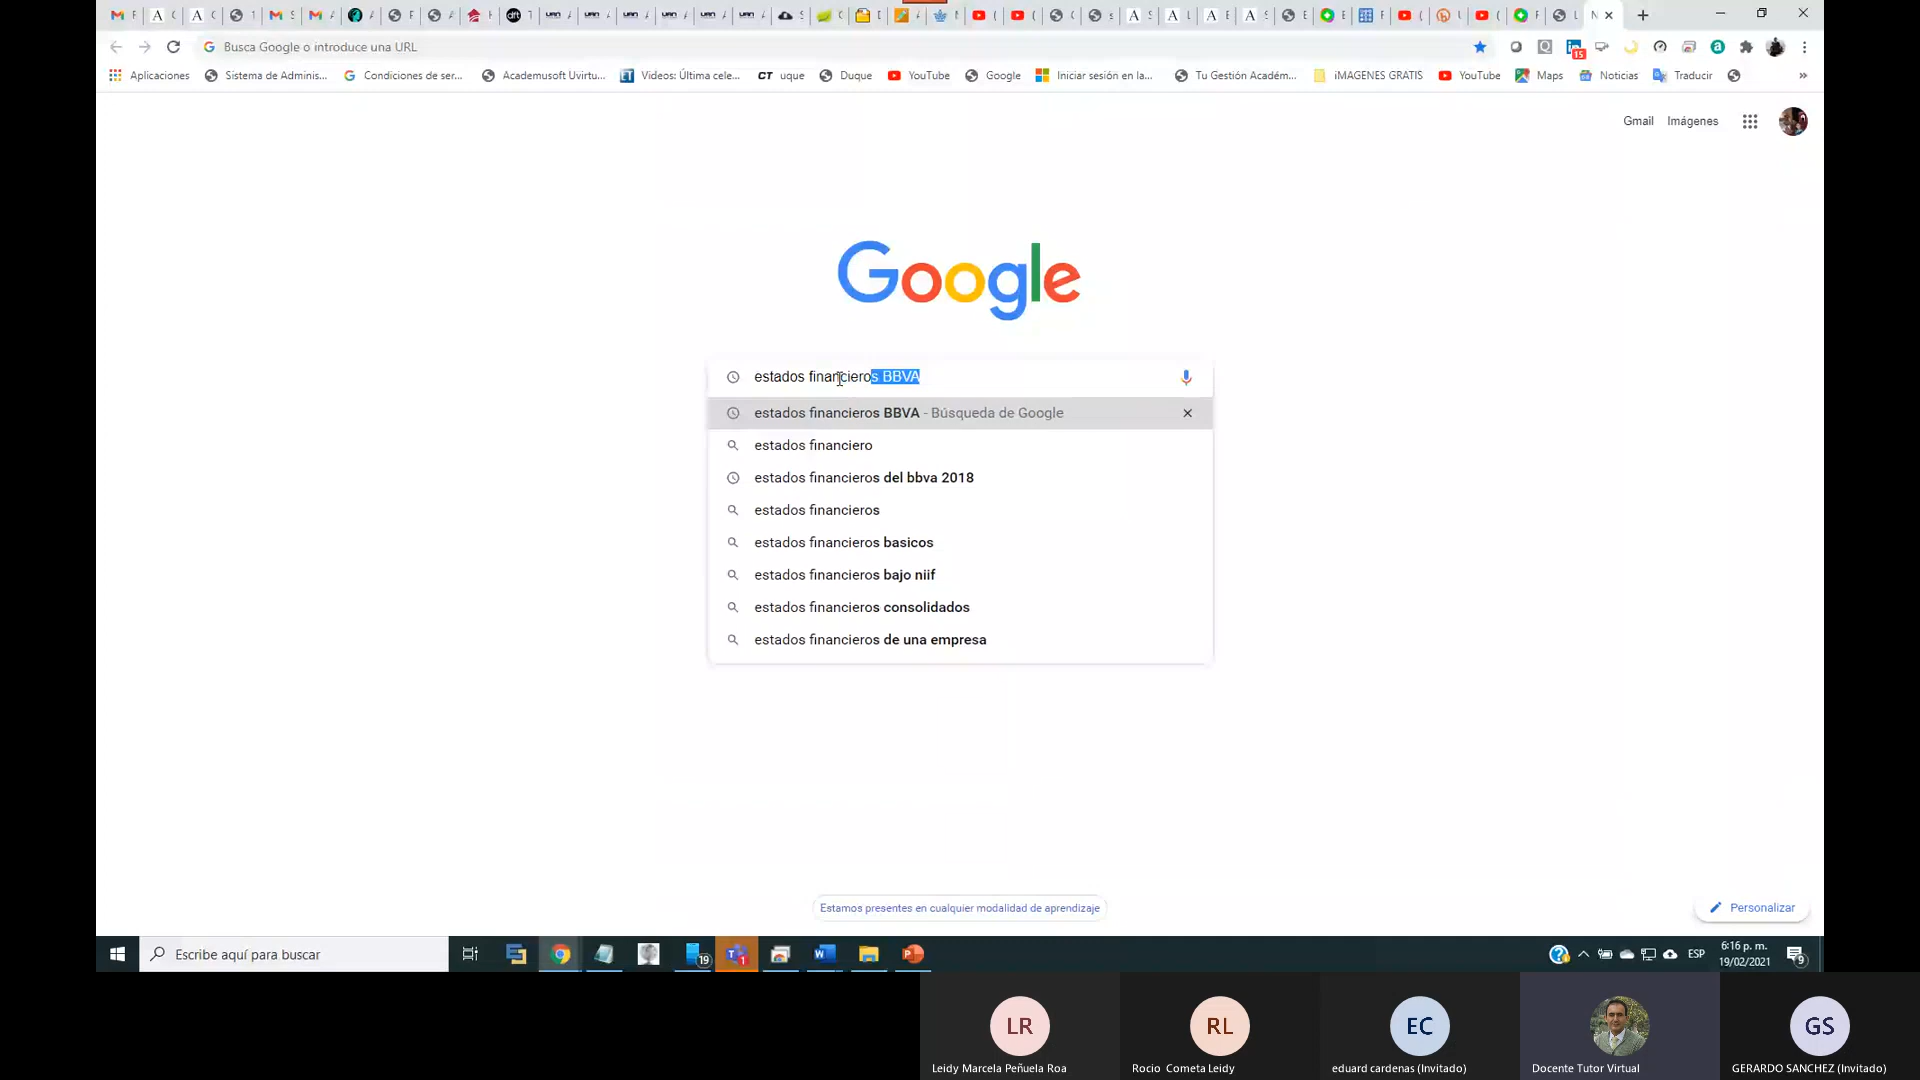 Busca Google o introduce una URL
15
Aplicaciones
Sistema de Adminis...
Condiciones de ser...
Academusoft Uvirtu...
Videos: Última cele...
CT uque
Duque
YouTube
Google
Iniciar sesión en la...
Tu Gestión Académ...
iMAGENES GRATIS
YouTube
Maps
Noticias
Traducir
»
Gmail
Imágenes
Google
estados financieros BBVA
estados financieros BBVA - Búsqueda de Google
estados financiero
estados financieros del bbva 2018
estados financieros
estados financieros basicos
estados financieros bajo niif
estados financieros consolidados
estados financieros de una empresa
Estamos presentes en cualquier modalidad de aprendizaje
Personalizar
Escribe aquí para buscar
19
ESP
6:16 p. m.
19/02/2021
9
LR
RL
EC
GS
Leidy Marcela Peñuela Roa
Rocio Cometa Leidy
eduard cardenas (Invitado)
Docente Tutor Virtual
GERARDO SANCHEZ (Invitado)